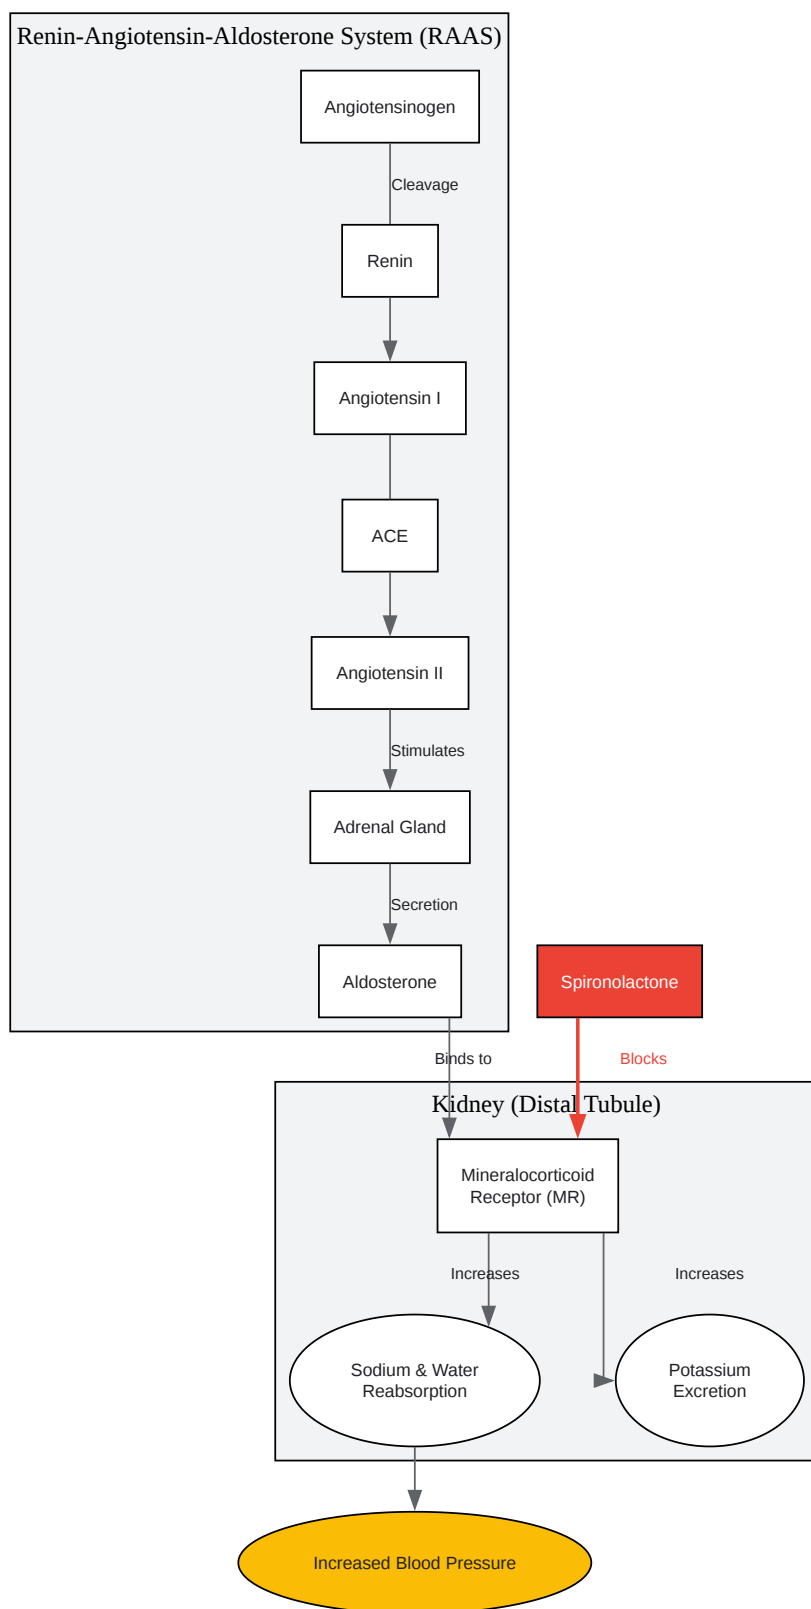 Renin-Angiotensin-Aldosterone System (RAAS)
Angiotensinogen
Cleavage
Renin
Angiotensin I
ACE
Angiotensin II
Stimulates
Adrenal Gland
Secretion
Aldosterone
Spironolactone
Binds to
Blocks
Kidney (Distal Tubule)
Mineralocorticoid
Receptor (MR)
Increases
Increases
Sodium & Water
Reabsorption
Potassium
Excretion
Increased Blood Pressure